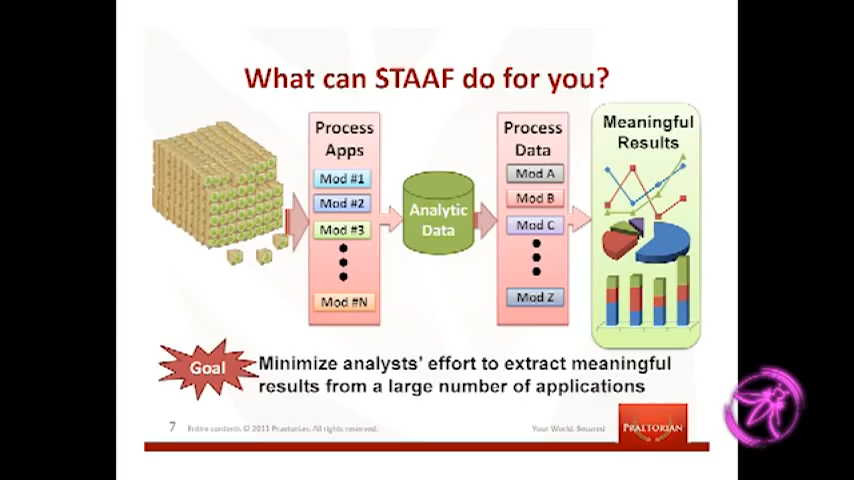 What can STAAF do for you?
Process
Apps
Mod #1
Mod #2
Mod #3
Mod #N
Analytic
Data
Process
Data
Mod A
Mod B
Mod C
Mod Z
Meaningful
Results
Goal
Minimize analysts' effort to extract meaningful
results from a large number of applications
7
Entire contents © 2011 Praetorian. All rights reserved.
Your World, Secured
PRAETORIAN